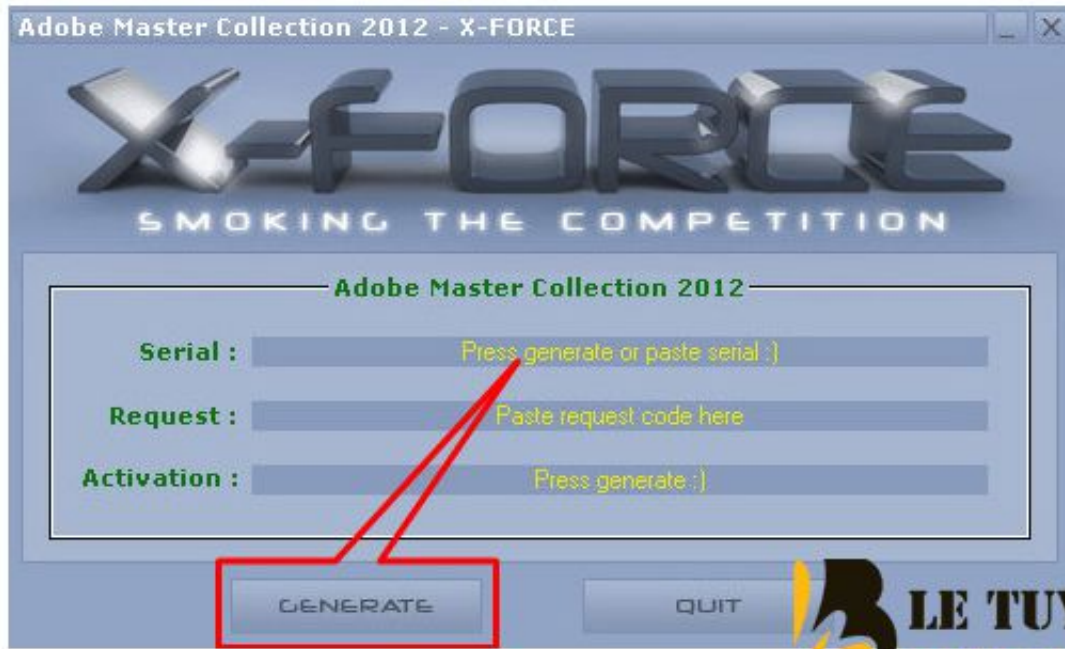 Adobe Master Collection 2012 - X-FORCE
X-FORCE
SMOKING THE COMPETITION
Adobe Master Collection 2012
Serial : Press generate or paste serial :)
Request : Paste request code here
Activation : Press generate :)
GENERATE QUIT
LE TUY